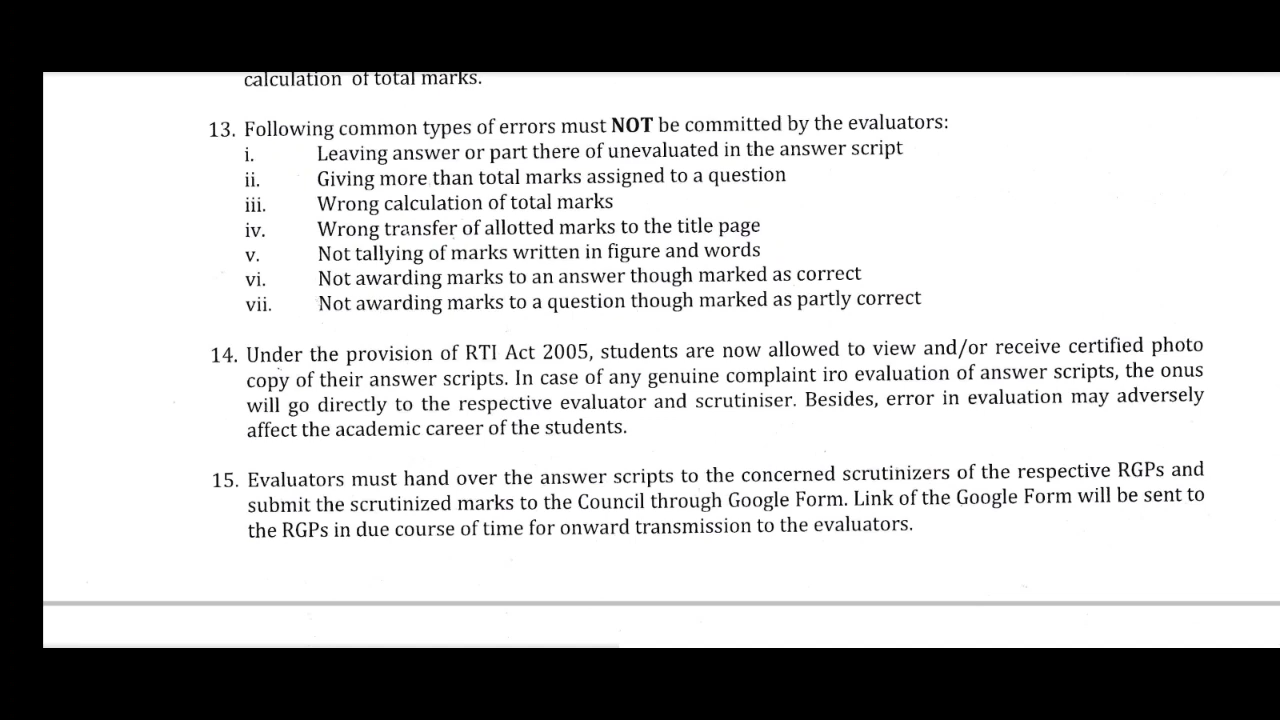 calculation of total marks.
13. Following common types of errors must NOT be committed by the evaluators:
i. Leaving answer or part there of unevaluated in the answer script
ii. Giving more than total marks assigned to a question
iii. Wrong calculation of total marks
iv. Wrong transfer of allotted marks to the title page
v. Not tallying of marks written in figure and words
vi. Not awarding marks to an answer though marked as correct
vii. Not awarding marks to a question though marked as partly correct
14. Under the provision of RTI Act 2005, students are now allowed to view and/or receive certified photo
copy of their answer scripts. In case of any genuine complaint iro evaluation of answer scripts, the onus
will go directly to the respective evaluator and scrutiniser. Besides, error in evaluation may adversely
affect the academic career of the students.
15. Evaluators must hand over the answer scripts to the concerned scrutinizers of the respective RGPs and
submit the scrutinized marks to the Council through Google Form. Link of the Google Form will be sent to
the RGPs in due course of time for onward transmission to the evaluators.